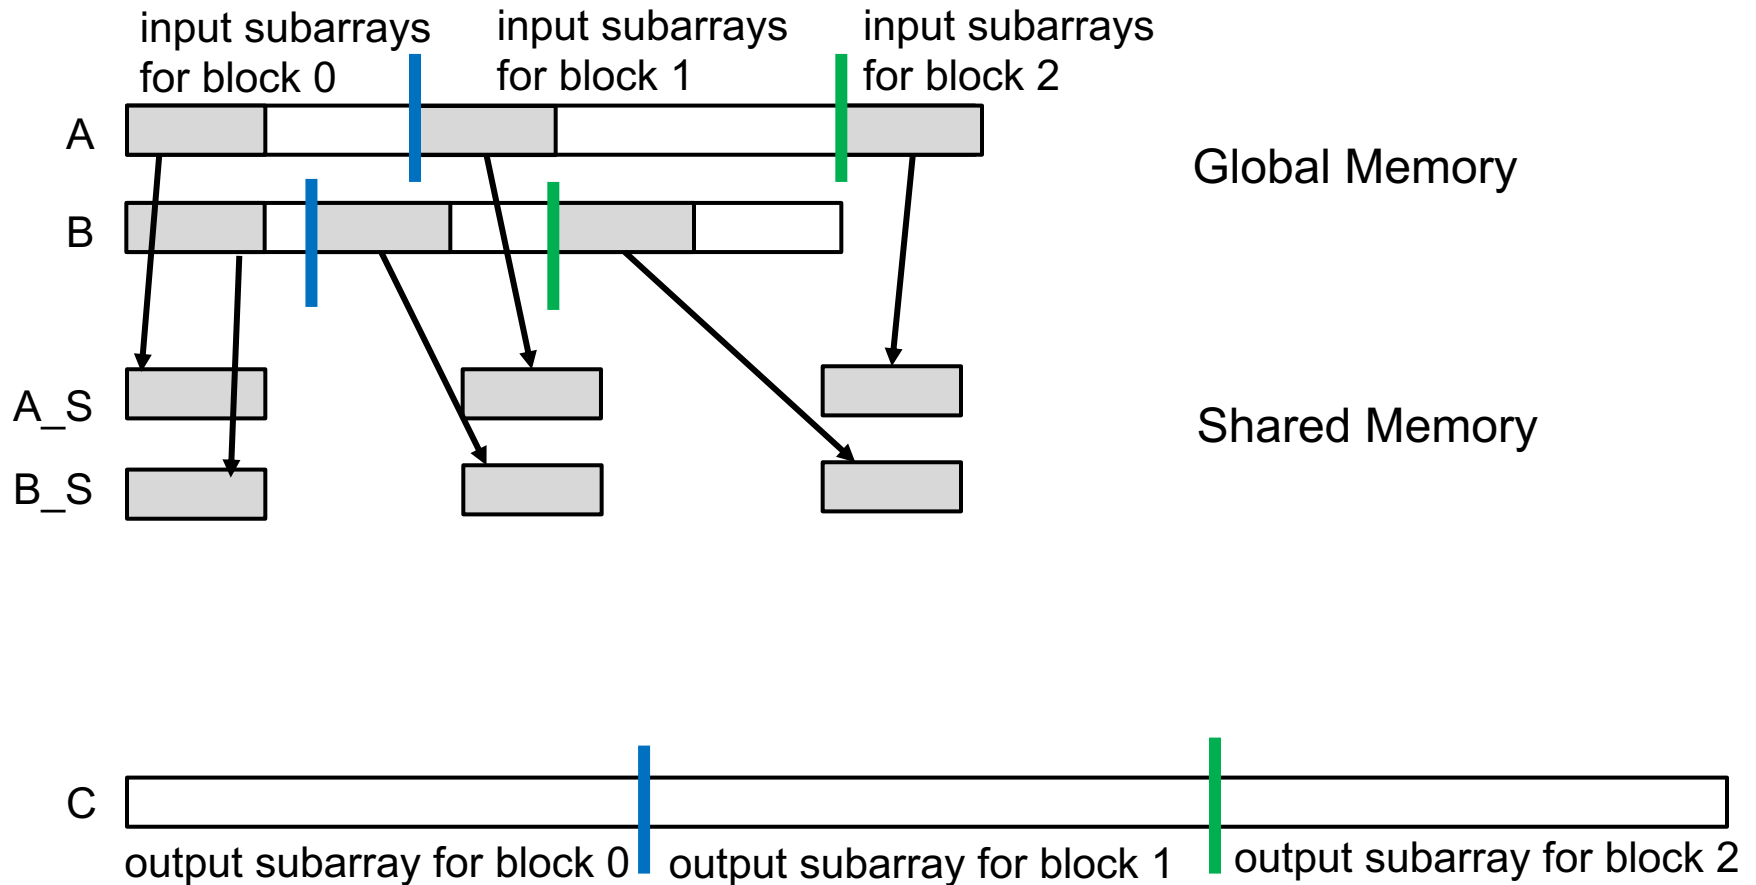 input subarrays
for block 0
input subarrays
for block 1
input subarrays
for block 2
A
Global Memory
B
A_S
Shared Memory
B_S
C
output subarray for block 0
output subarray for block 1
output subarray for block 2